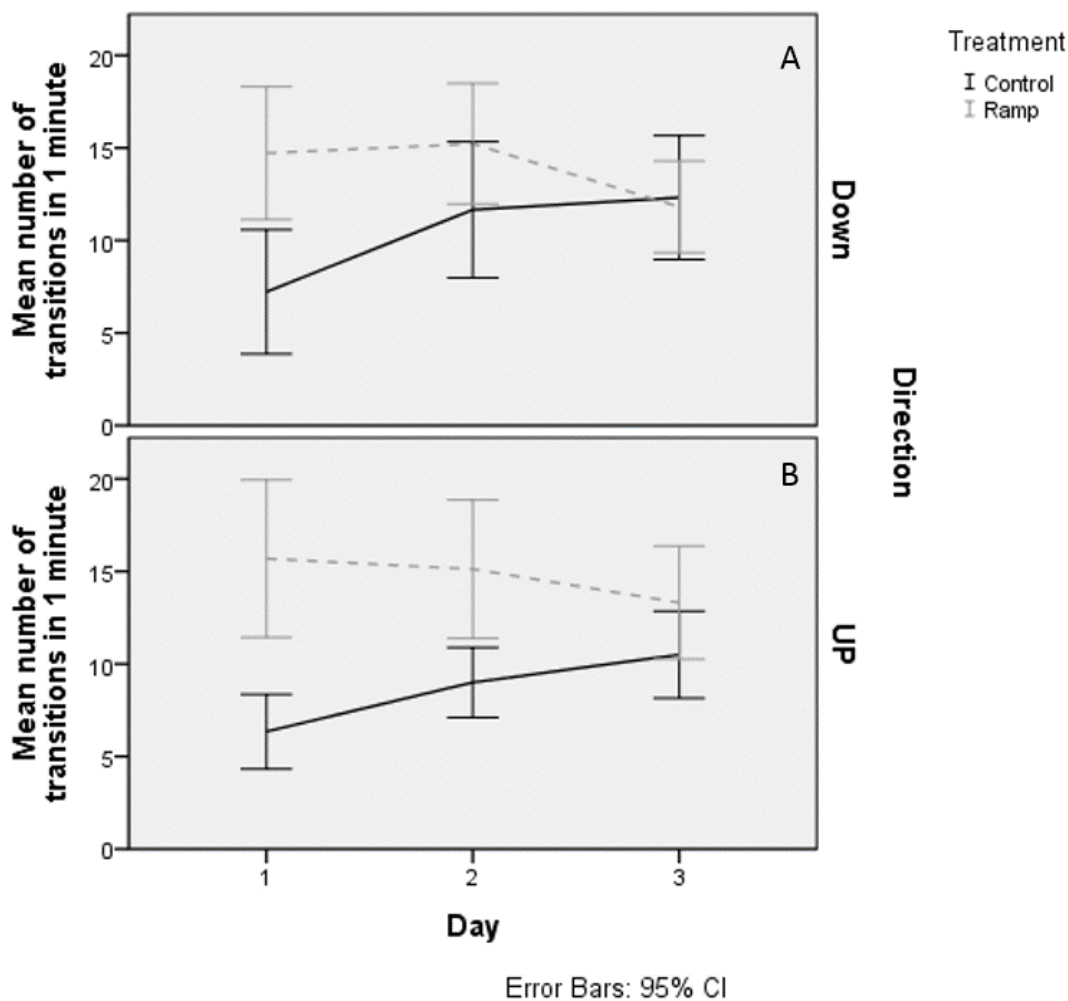 Treatment
Control
Ramp
A
Mean number of
transitions in 1 minute
20
15
10
5
0
Down
Direction
B
Mean number of
transitions in 1 minute
20
15
10
5
0
UP
1 2 3
Day
Error Bars: 95% CI